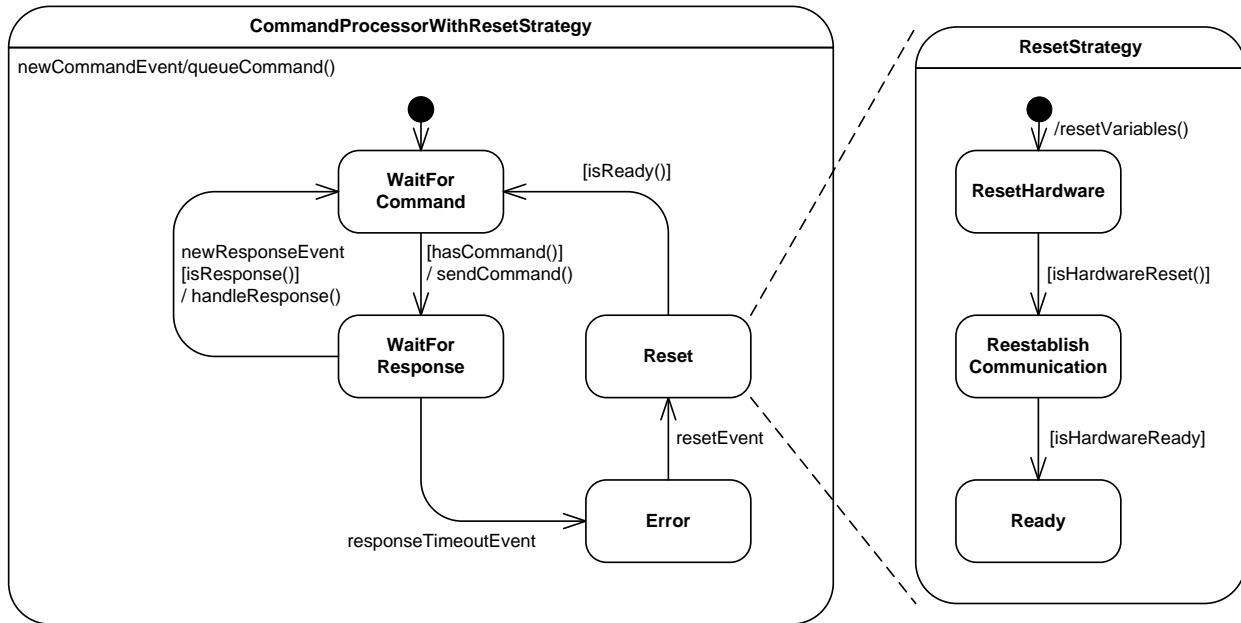 CommandProcessorWithResetStrategy
newCommandEvent/queueCommand()
WaitFor
Command
[isReady()]
newResponseEvent
[isResponse()]
/ handleResponse()
[hasCommand()]
/ sendCommand()
WaitFor
Response
Reset
resetEvent
Error
responseTimeoutEvent
ResetStrategy
/resetVariables()
ResetHardware
[isHardwareReset()]
Reestablish
Communication
[isHardwareReady]
Ready